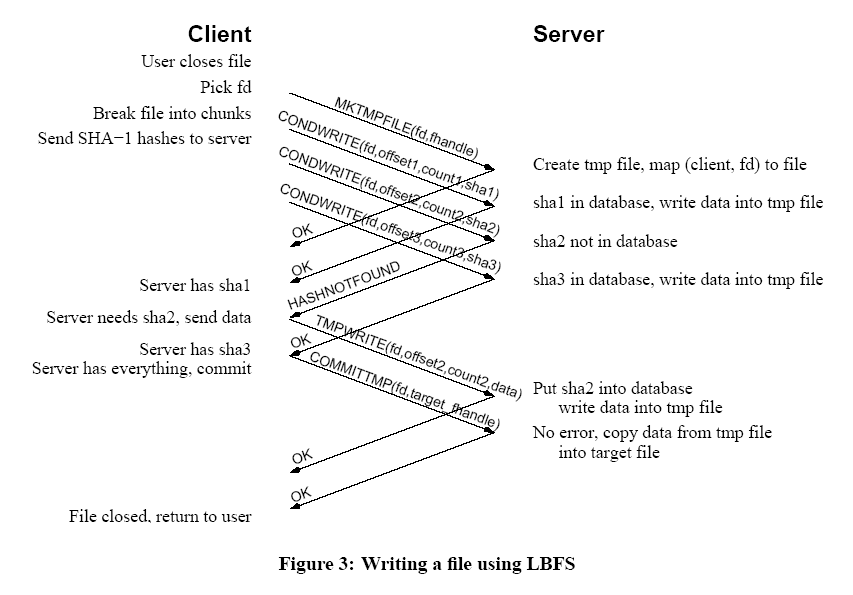 Client
Server
User closes file
Pick fd
Break file into chunks
Send SHA−1 hashes to server
MKTMPFILE(fd,fhandle)
CONDWRITE(fd,offset1,count1,sha1)
CONDWRITE(fd,offset2,count2,sha2)
CONDWRITE(fd,offset3,count3,sha3)
Create tmp file, map (client, fd) to file
sha1 in database, write data into tmp file
sha2 not in database
sha3 in database, write data into tmp file
OK
OK
HASHNOTFOUND
OK
Server has sha1
Server needs sha2, send data
Server has sha3
Server has everything, commit
TMPWRITE(fd,offset2,count2,data)
COMMITTMP(fd,target_fhandle)
Put sha2 into database
write data into tmp file
No error, copy data from tmp file
into target file
OK
OK
File closed, return to user
Figure 3: Writing a file using LBFS